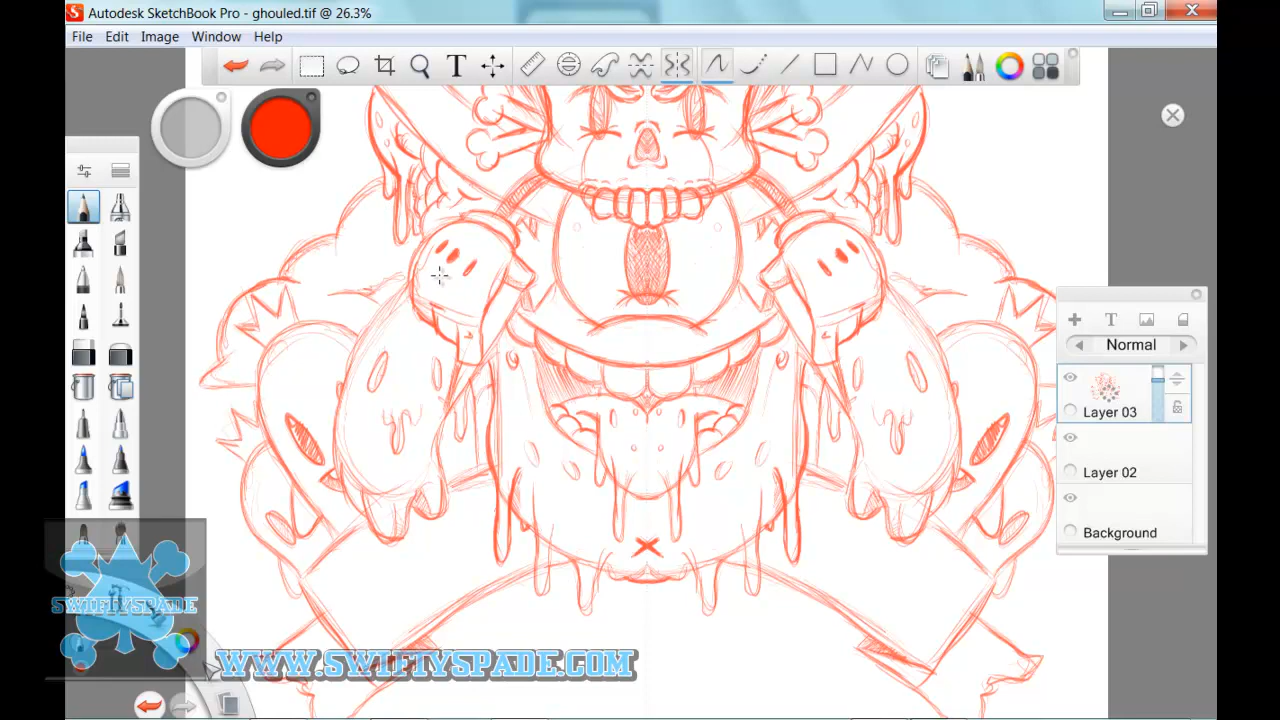 Autodesk SketchBook Pro - ghouled.tif @ 26.3%
File Edit Image Window Help
T
T
Normal
Layer 03
Layer 02
Background
SWIFTYSPADE
WWW.SWIFTYSPADE.COM